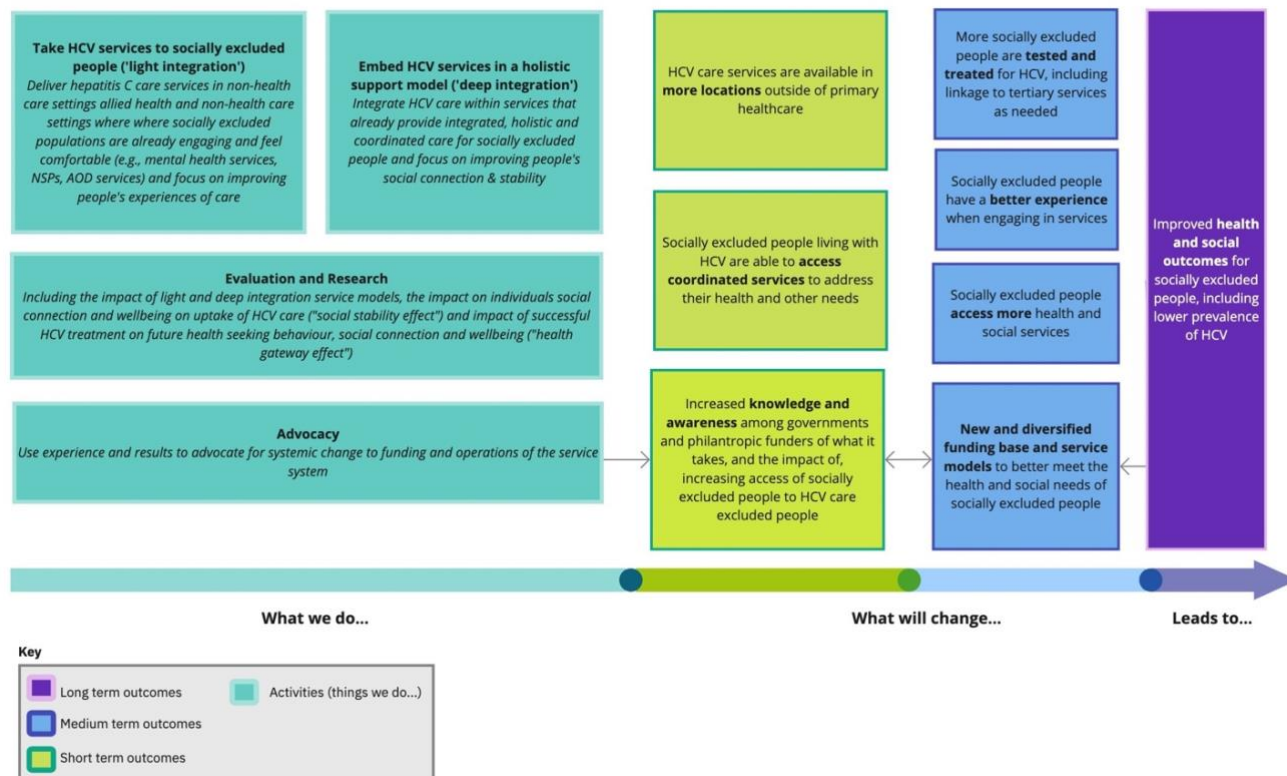 Take HCV services to socially excluded
people ('light integration')
Deliver hepatitis C care services in non-health
care settings allied health and non-health care
settings where where socially excluded
populations are already engaging and feel
comfortable (e.g., mental health services,
NSPs, AOD services) and focus on improving
people's experiences of care
Embed HCV services in a holistic
support model ('deep integration')
Integrate HCV care within services that
already provide integrated, holistic and
coordinated care for socially excluded
people and focus on improving people's
social connection & stability
Evaluation and Research
Including the impact of light and deep integration service models, the impact on individuals social
connection and wellbeing on uptake of HCV care ("social stability effect") and impact of successful
HCV treatment on future health seeking behaviour, social connection and wellbeing ("health
gateway effect")
Advocacy
Use experience and results to advocate for systemic change to funding and operations of the service
system
HCV care services are available in
more locations outside of primary
healthcare
Socially excluded people living with
HCV are able to access
coordinated services to address
their health and other needs
Increased knowledge and
awareness among governments
and philantropic funders of what it
takes, and the impact of,
increasing access of socially
excluded people to HCV care
excluded people
More socially excluded
people are tested and
treated for HCV, including
linkage to tertiary services
as needed
Socially excluded people
have a better experience
when engaging in services
Socially excluded people
access more health and
social services
New and diversified
funding base and service
models to better meet the
health and social needs of
socially excluded people
Improved health
and social
outcomes for
socially excluded
people, including
lower prevalence
of HCV
What we do...
What will change...
Leads to...
Key
Long term outcomes
Activities (things we do...)
Medium term outcomes
Short term outcomes